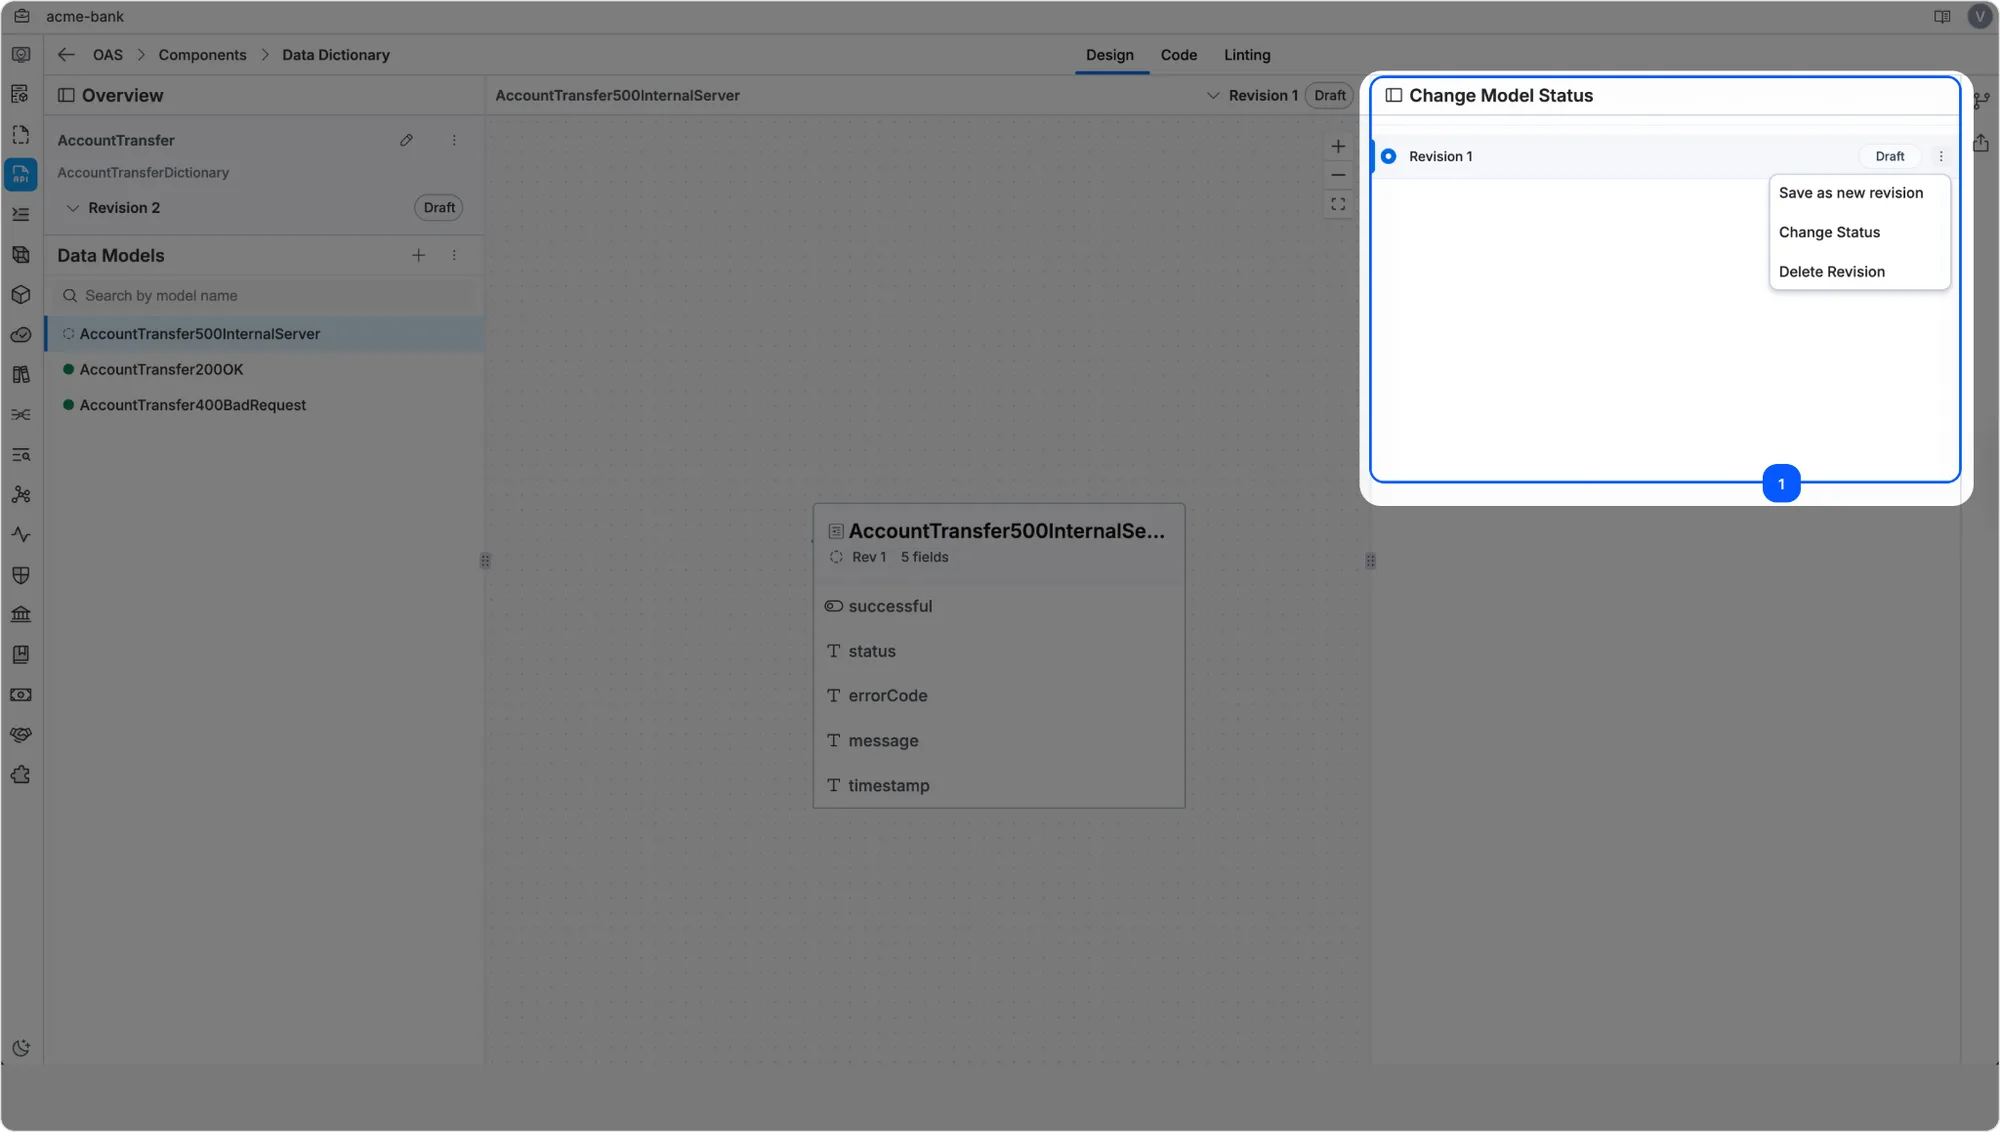 acme-bank
V
OAS > Components > Data Dictionary
Design Code Linting
Overview
AccountTransfer
AccountTransferDictionary
Revision 2 Draft
Data Models
Search by model name
AccountTransfer500InternalServer
AccountTransfer200OK
AccountTransfer400BadRequest
API
AccountTransfer500InternalServer Revision 1 Draft
AccountTransfer500InternalSe...
Rev 1 5 fields
successful
T status
T errorCode
T message
T timestamp
Change Model Status
Revision 1 Draft
Save as new revision
Change Status
Delete Revision
1